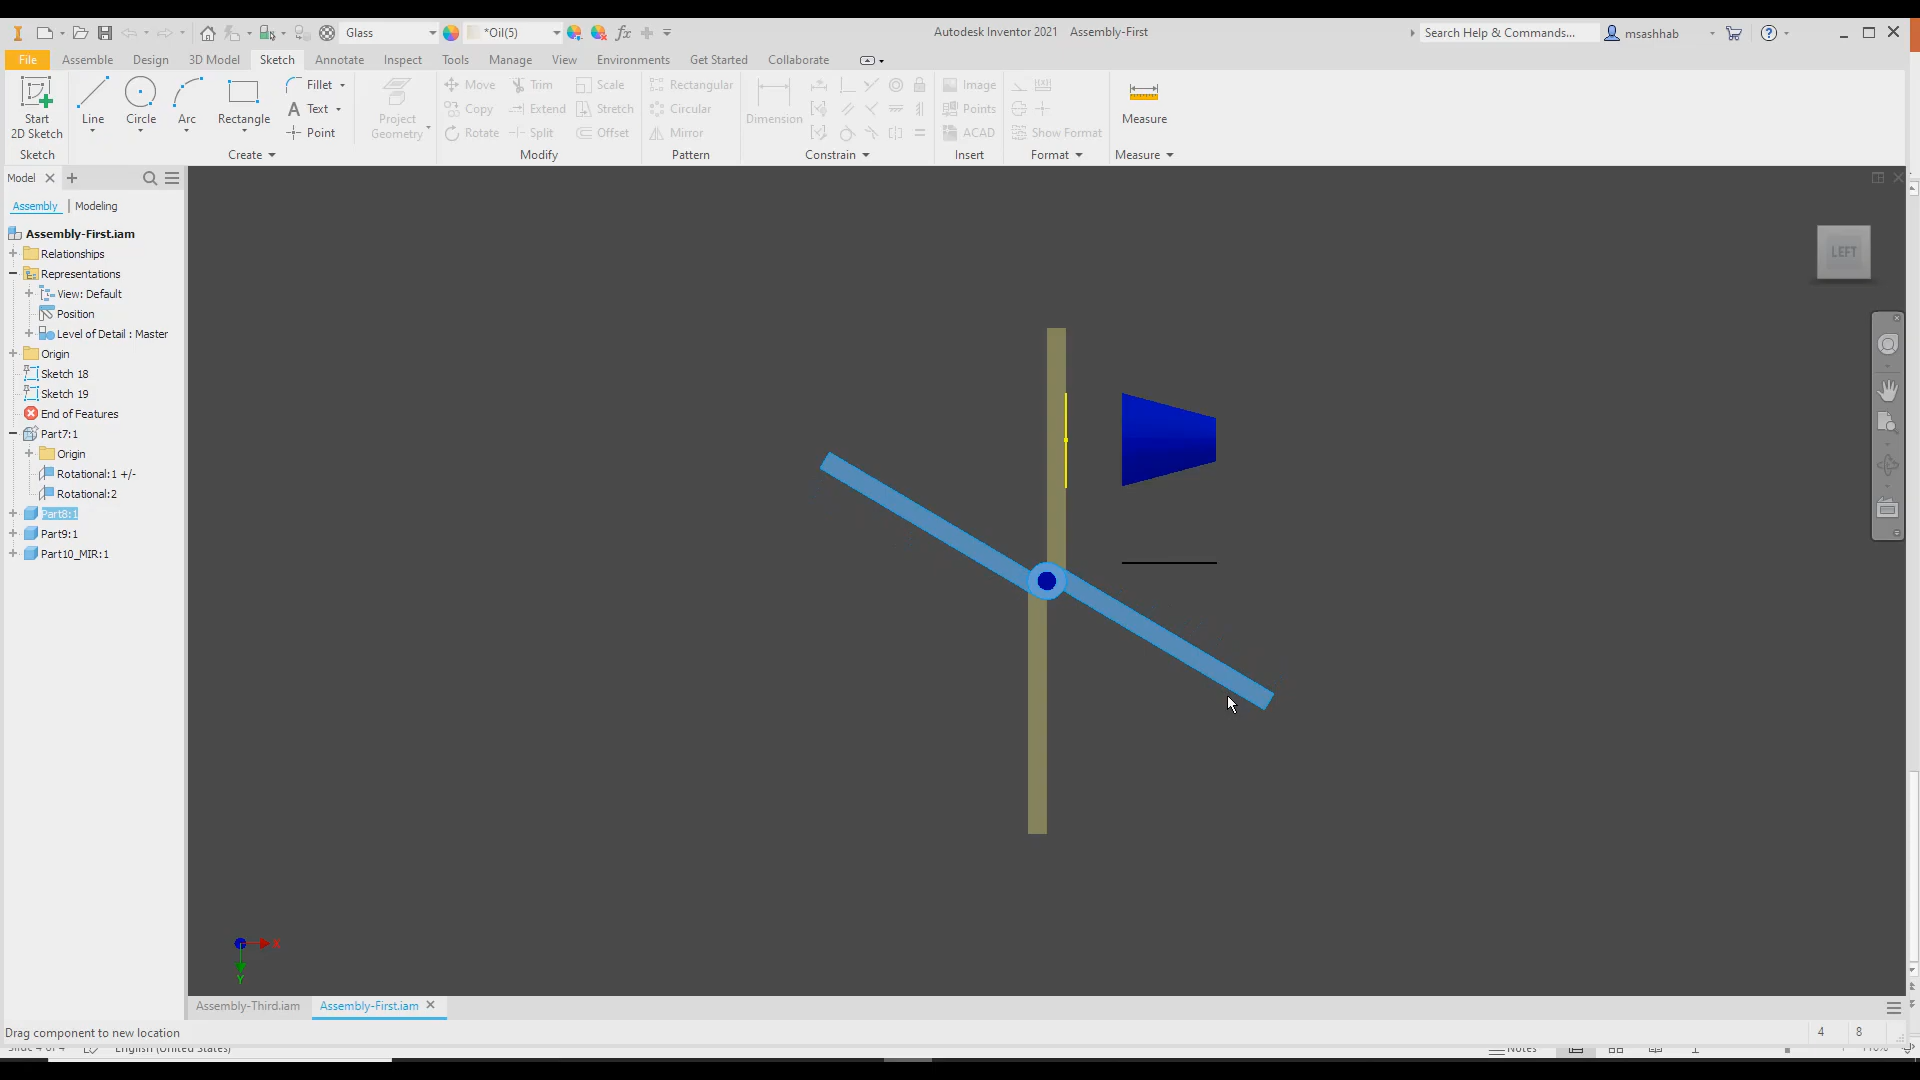 Glass
*Oil(5)
Autodesk Inventor 2021 Assembly-First
Search Help & Commands...
msashhab
File Assemble Design 3D Model Sketch Annotate Inspect Tools Manage View Environments Get Started Collaborate
Start
2D Sketch
Line
Circle
Arc
Rectangle
Fillet
Text
Point
Project
Geometry
Move
Copy
Rotate
Trim
Extend
Split
Scale
Stretch
Offset
Rectangular
Circular
Mirror
Dimension
Image
Points
ACAD
Show Format
Measure
Sketch Create Modify Pattern Constrain Insert Format Measure
Model
Assembly Modeling
Assembly-First.iam
Relationships
Representations
View: Default
Position
Level of Detail : Master
Origin
Sketch 18
Sketch 19
End of Features
Part7:1
Origin
Rotational:1 +/-
Rotational:2
Part8:1
Part9:1
Part10_MIR:1
LEFT
X
Y
Assembly-Third.iam Assembly-First.iam
Drag component to new location
4 8
English (United States)
Notes